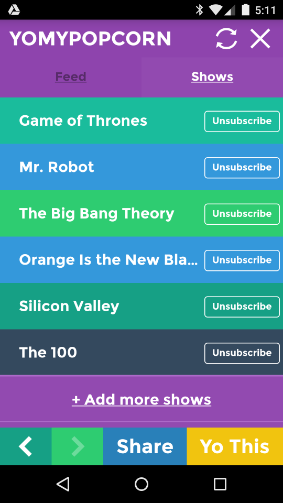 5:11
YOMYPOPCORN
Feed
Shows
Game of Thrones
Unsubscribe
Mr. Robot
Unsubscribe
The Big Bang Theory
Unsubscribe
Orange Is the New Bla...
Unsubscribe
Silicon Valley
Unsubscribe
The 100
Unsubscribe
+ Add more shows
Share
Yo This